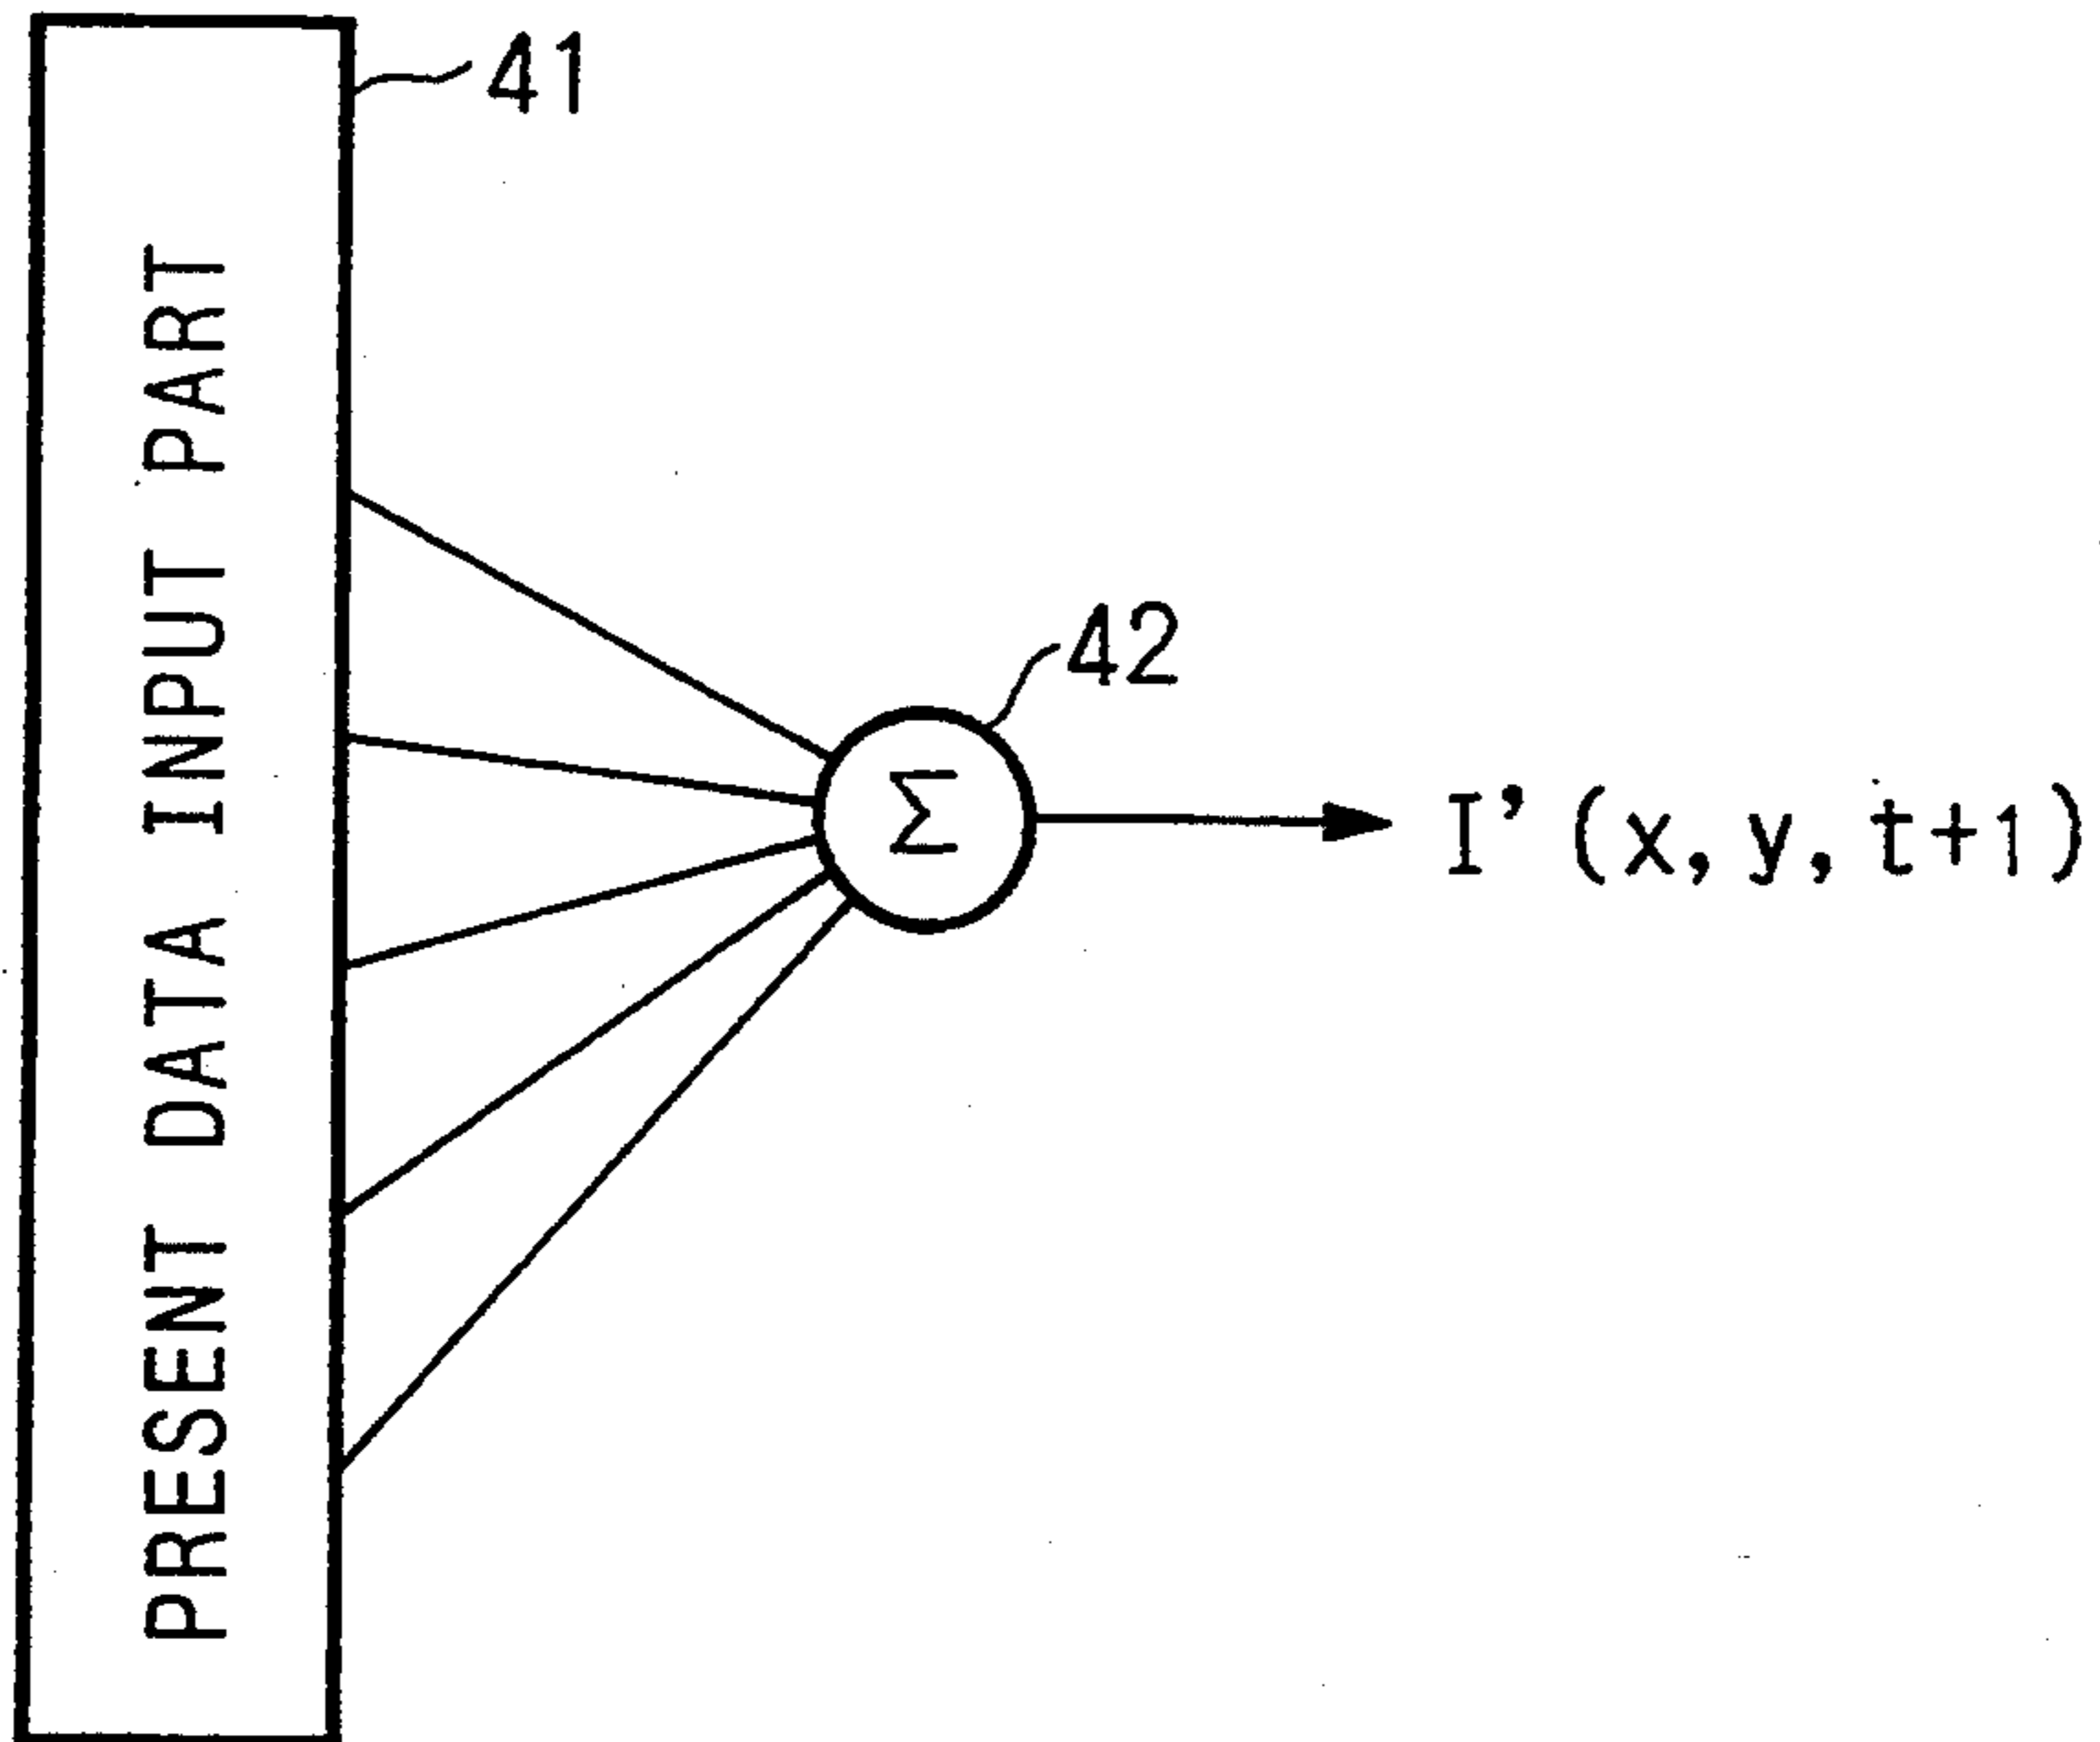 41
PRESENT DATA INPUT PART
42
Σ
I' (x, y, t+1)